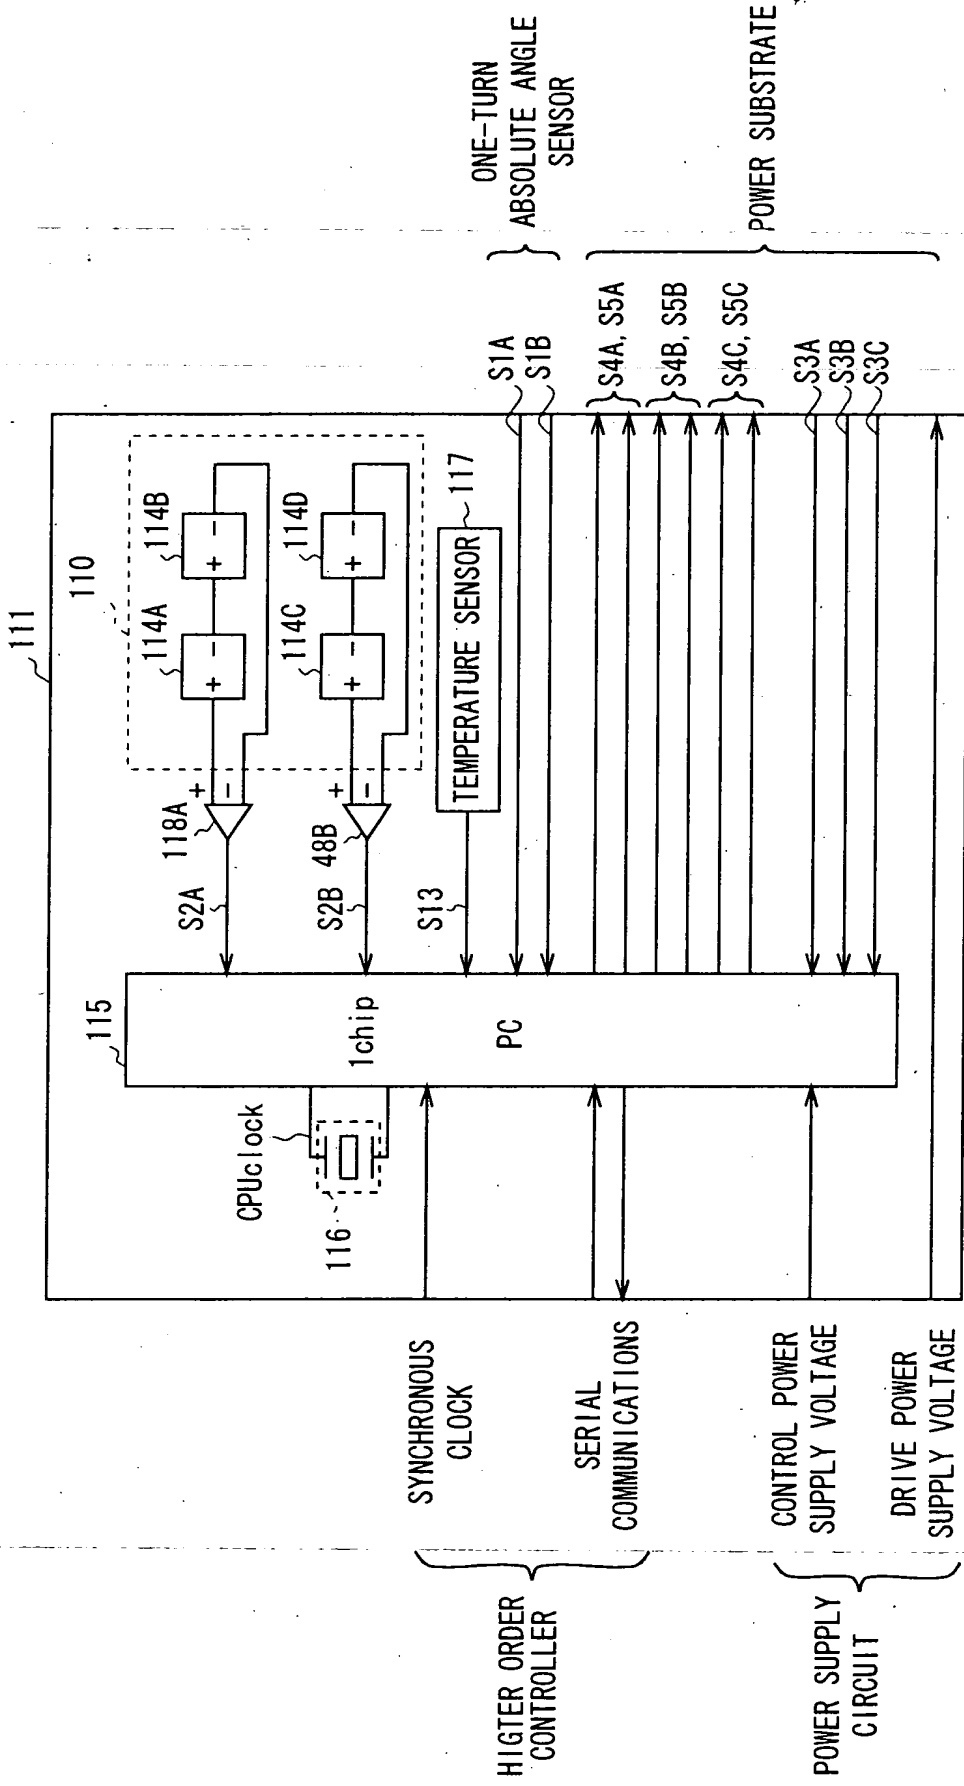 111
110
114A
114B
114C
114D
+
−
+
−
+
−
+
−
+
−
+
−
118A
48B
S2A
S2B
S13
TEMPERATURE SENSOR
117
115
1chip
PC
CPUclock
116
SYNCHRONOUS
CLOCK
SERIAL
COMMUNICATIONS
HIGTER ORDER
CONTROLLER
CONTROL POWER
SUPPLY VOLTAGE
DRIVE POWER
SUPPLY VOLTAGE
POWER SUPPLY
CIRCUIT
S1A
S1B
ONE-TURN
ABSOLUTE ANGLE
SENSOR
S4A, S5A
S4B, S5B
S4C, S5C
S3A
S3B
S3C
POWER SUBSTRATE